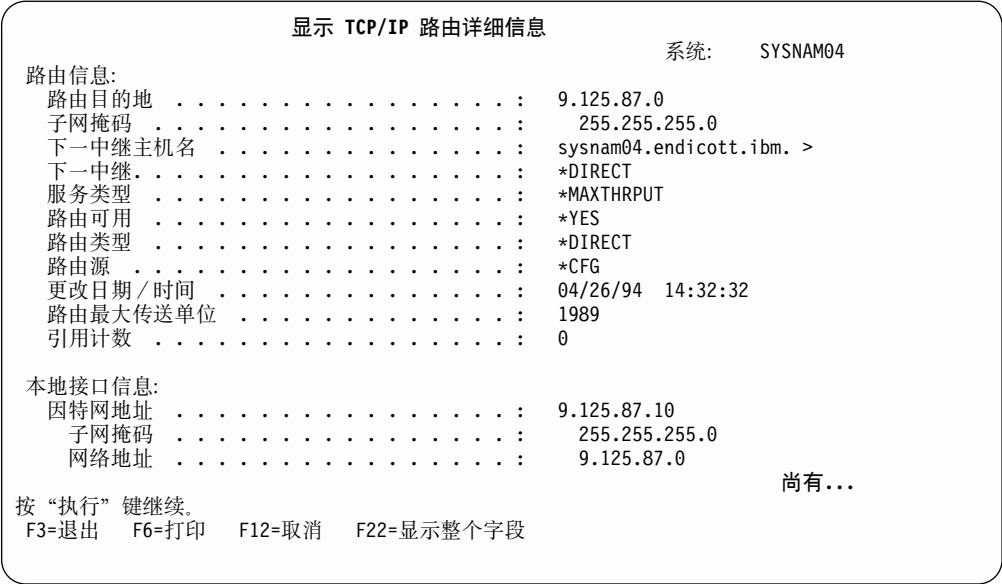 显示 TCP/IP 路由详细信息
系统: SYSNAM04
路由信息:
路由目的地 . . . . . . . . . . . . . . . . . : 9.125.87.0
子网掩码 . . . . . . . . . . . . . . . . . . : 255.255.255.0
下一中继主机名 . . . . . . . . . . . . . . . : sysnam04.endicott.ibm. >
下一中继. . . . . . . . . . . . . . . . . . . : *DIRECT
服务类型 . . . . . . . . . . . . . . . . . . : *MAXTHRPUT
路由可用 . . . . . . . . . . . . . . . . . . : *YES
路由类型 . . . . . . . . . . . . . . . . . . : *DIRECT
路由源 . . . . . . . . . . . . . . . . . . . : *CFG
更改日期/时间 . . . . . . . . . . . . . . . : 04/26/94 14:32:32
路由最大传送单位 . . . . . . . . . . . . . . : 1989
引用计数 . . . . . . . . . . . . . . . . . . : 0
本地接口信息:
因特网地址 . . . . . . . . . . . . . . . . . : 9.125.87.10
子网掩码 . . . . . . . . . . . . . . . . . : 255.255.255.0
网络地址 . . . . . . . . . . . . . . . . . : 9.125.87.0
尚有...
按“执行”键继续。
F3=退出 F6=打印 F12=取消 F22=显示整个字段